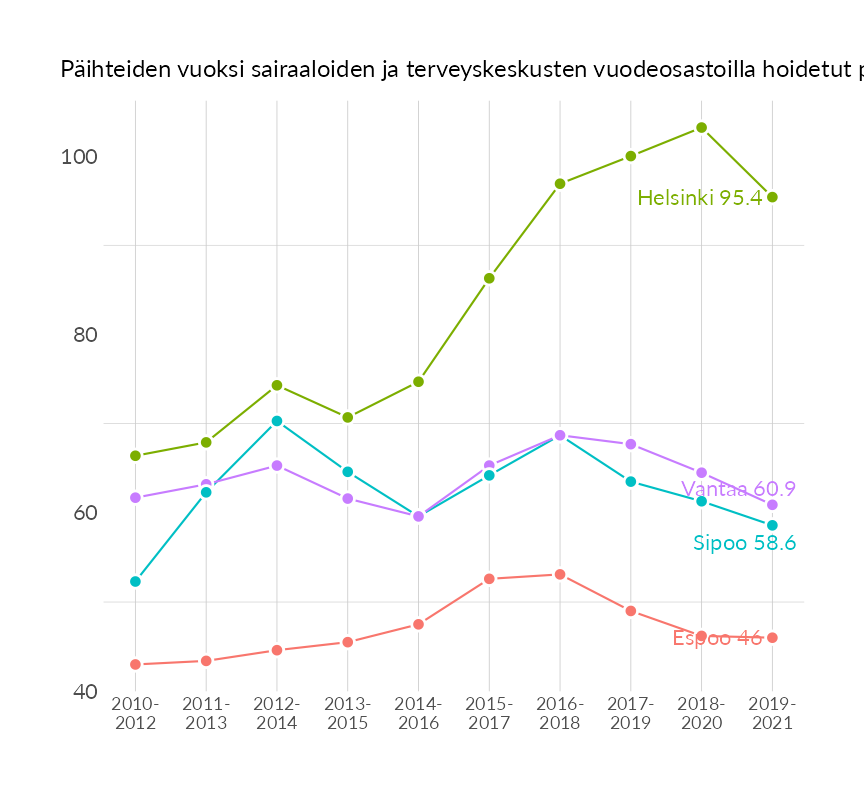 Päihteiden vuoksi sairaaloiden ja terveyskeskusten vuodeosastoilla hoidetut
100
Helsinki 95.4
80
Vantaa 60.9
60
Sipoo 58.6
Espoo 46
40
2010- 2011- 2012- 2013- 2014- 2015- 2016- 2017- 2018- 2019-
2012 2013 2014 2015 2016 2017 2018 2019 2020 2021